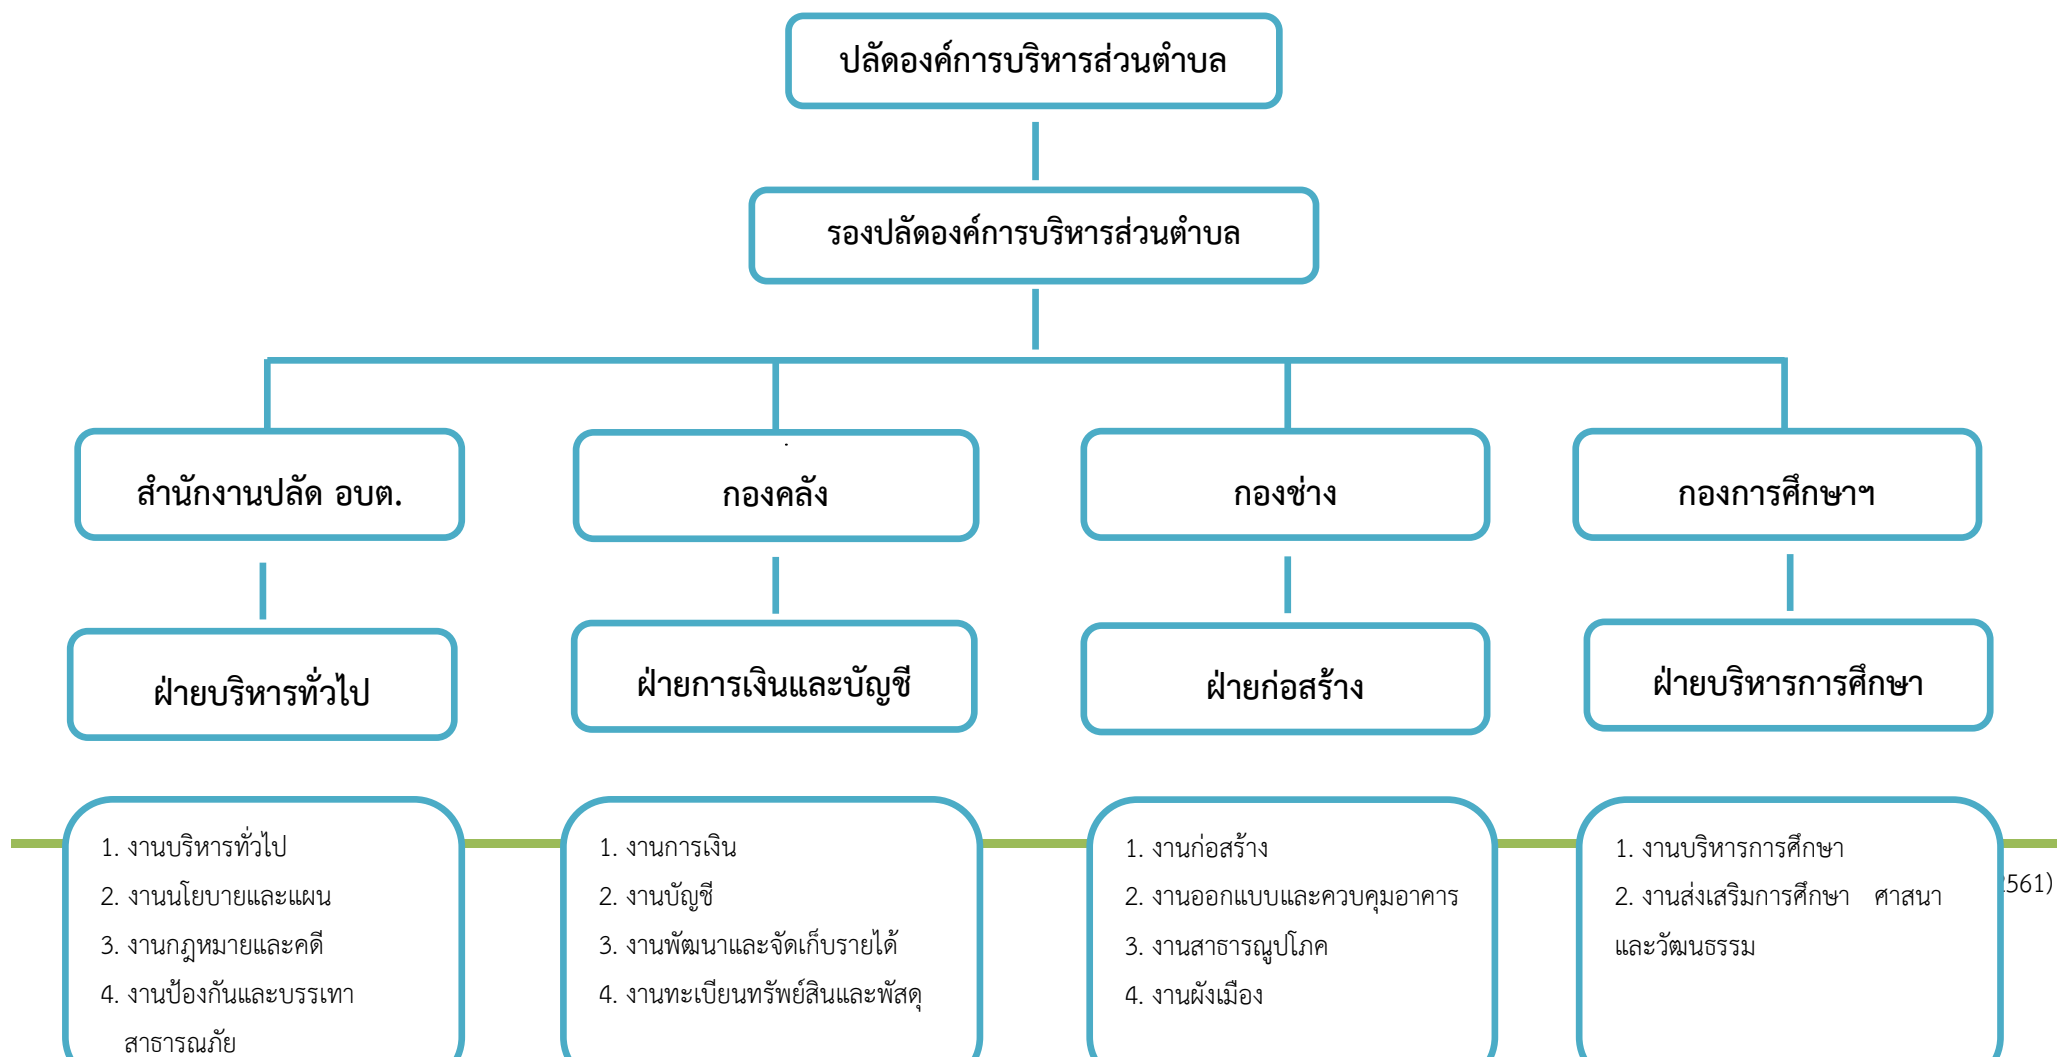 ปลัดองค์การบริหารส่วนตำบล
รองปลัดองค์การบริหารส่วนตำบล
สำนักงานปลัด อบต.
กองคลัง
กองช่าง
กองการศึกษาฯ
ฝ่ายบริหารทั่วไป
ฝ่ายการเงินและบัญชี
ฝ่ายก่อสร้าง
ฝ่ายบริหารการศึกษา
1. งานบริหารทั่วไป
2. งานนโยบายและแผน
3. งานกฎหมายและคดี
4. งานป้องกันและบรรเทา
สาธารณภัย
1. งานการเงิน
2. งานบัญชี
3. งานพัฒนาและจัดเก็บรายได้
4. งานทะเบียนทรัพย์สินและพัสดุ
1. งานก่อสร้าง
2. งานออกแบบและควบคุมอาคาร
3. งานสาธารณูปโภค
4. งานผังเมือง
1. งานบริหารการศึกษา
2. งานส่งเสริมการศึกษา ศาสนา
และวัฒนธรรม
561)